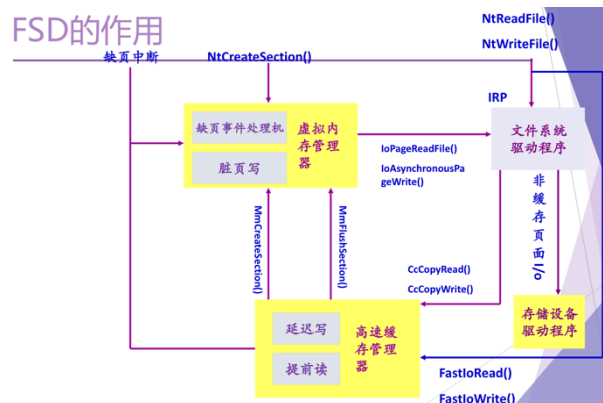 FSD的作用
NtReadFile()
NtWriteFile()
缺页中断
NtCreateSection()
IRP
缺页事件处理机
虚拟内
存管理
器
脏页写
IoPageReadFile()
IoAsynchronousPa
geWrite()
文件系统
驱动程序
非缓存页面I/o
MmCreateSection()
MmFlushSection()
CcCopyRead()
CcCopyWrite()
延迟写
提前读
高速缓
存管理
器
存储设备
驱动程序
FastIoRead()
FastIoWrite()